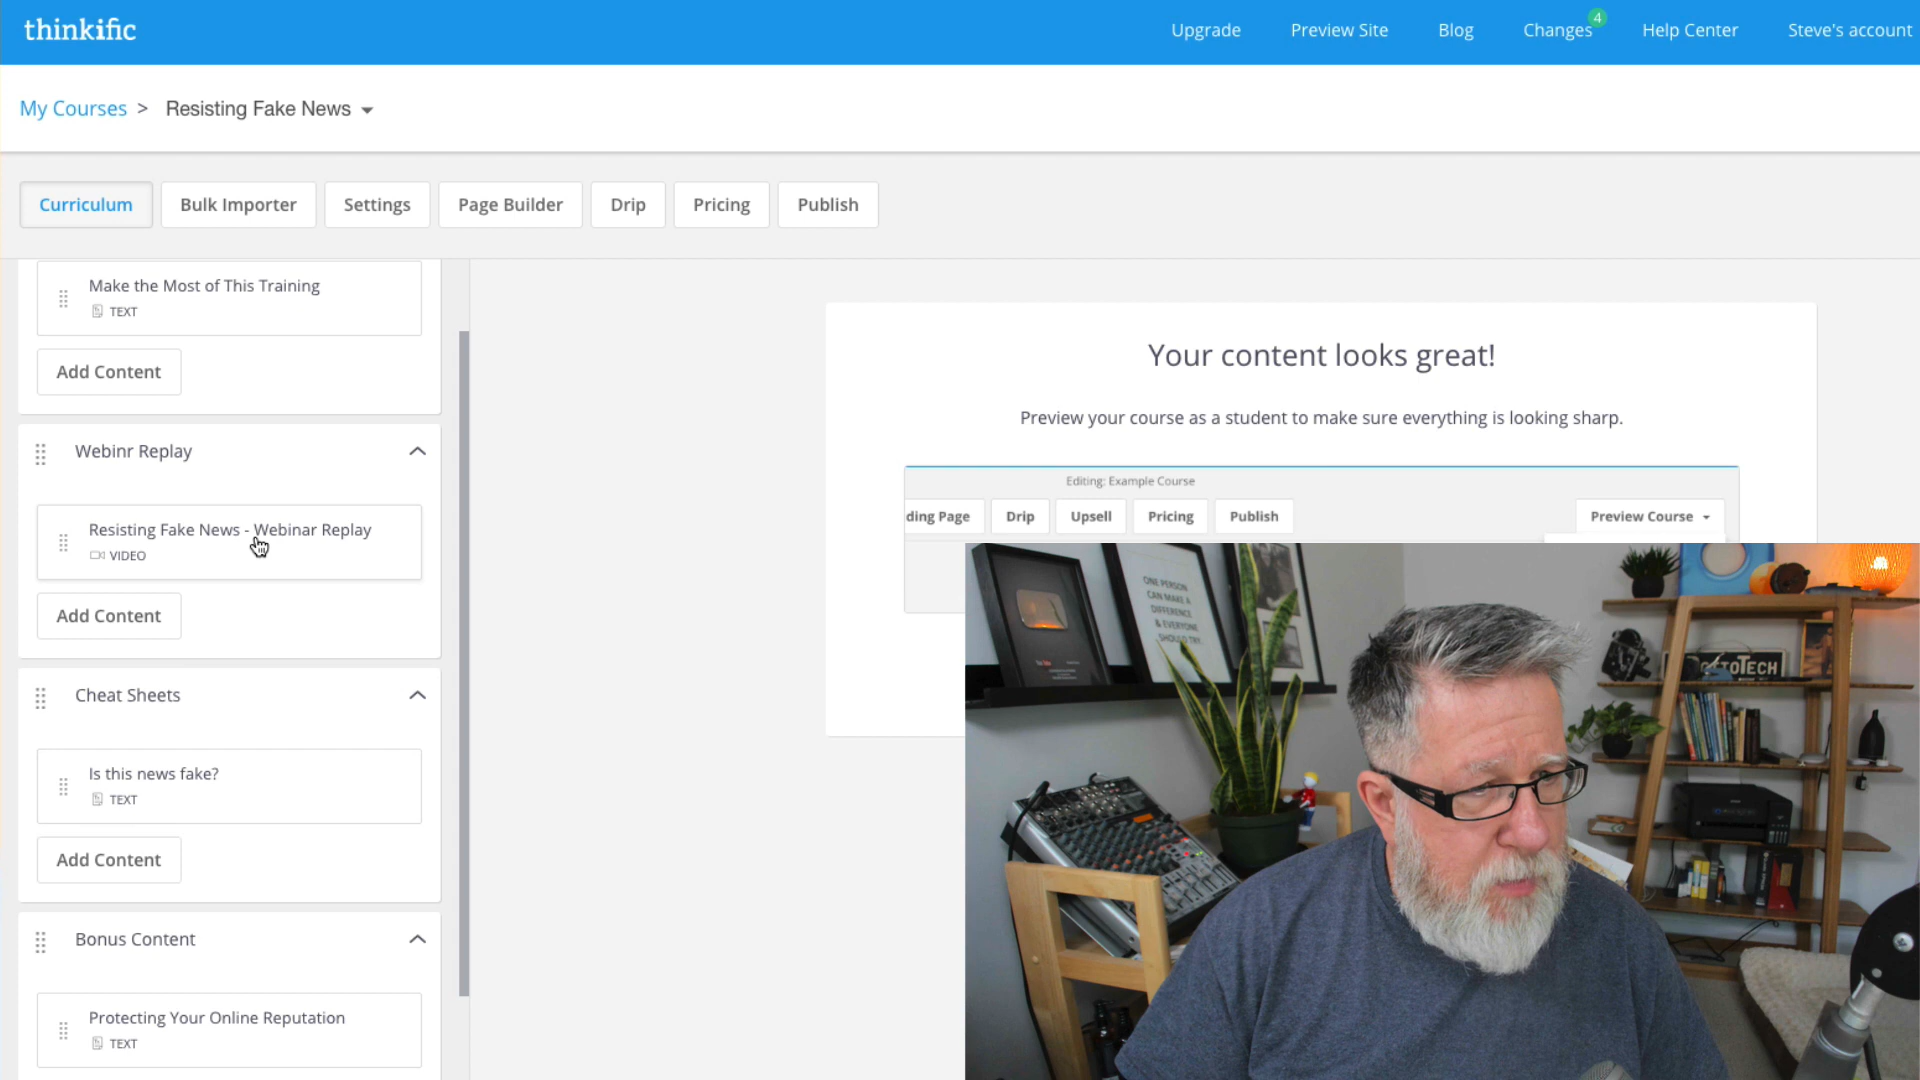 thinkific
Upgrade
Preview Site
Blog
Changes
4
Help Center
Steve's account
My Courses >
Resisting Fake News
Curriculum
Bulk Importer
Settings
Page Builder
Drip
Pricing
Publish
Make the Most of This Training
TEXT
Add Content
Webinr Replay
Resisting Fake News - Webinar Replay
VIDEO
Add Content
Cheat Sheets
Is this news fake?
TEXT
Add Content
Bonus Content
Protecting Your Online Reputation
TEXT
Your content looks great!
Preview your course as a student to make sure everything is looking sharp.
Editing: Example Course
ding Page
Drip
Upsell
Pricing
Publish
Preview Course
ONE PERSON
CAN MAKE A
DIFFERENCE
& EVERYONE
SHOULD TRY.
YouTube
DOTTOTECH